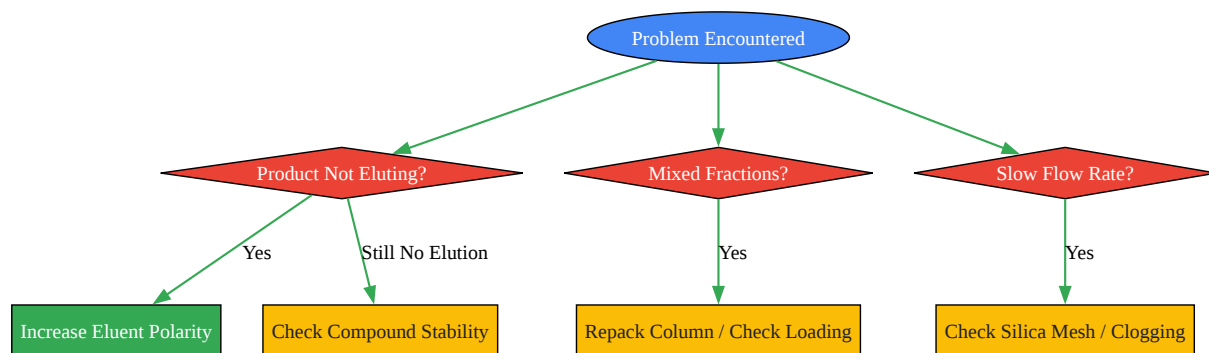 Problem Encountered
Product Not Eluting?
Mixed Fractions?
Slow Flow Rate?
Yes
Still No Elution
Yes
Yes
Increase Eluent Polarity
Check Compound Stability
Repack Column / Check Loading
Check Silica Mesh / Clogging